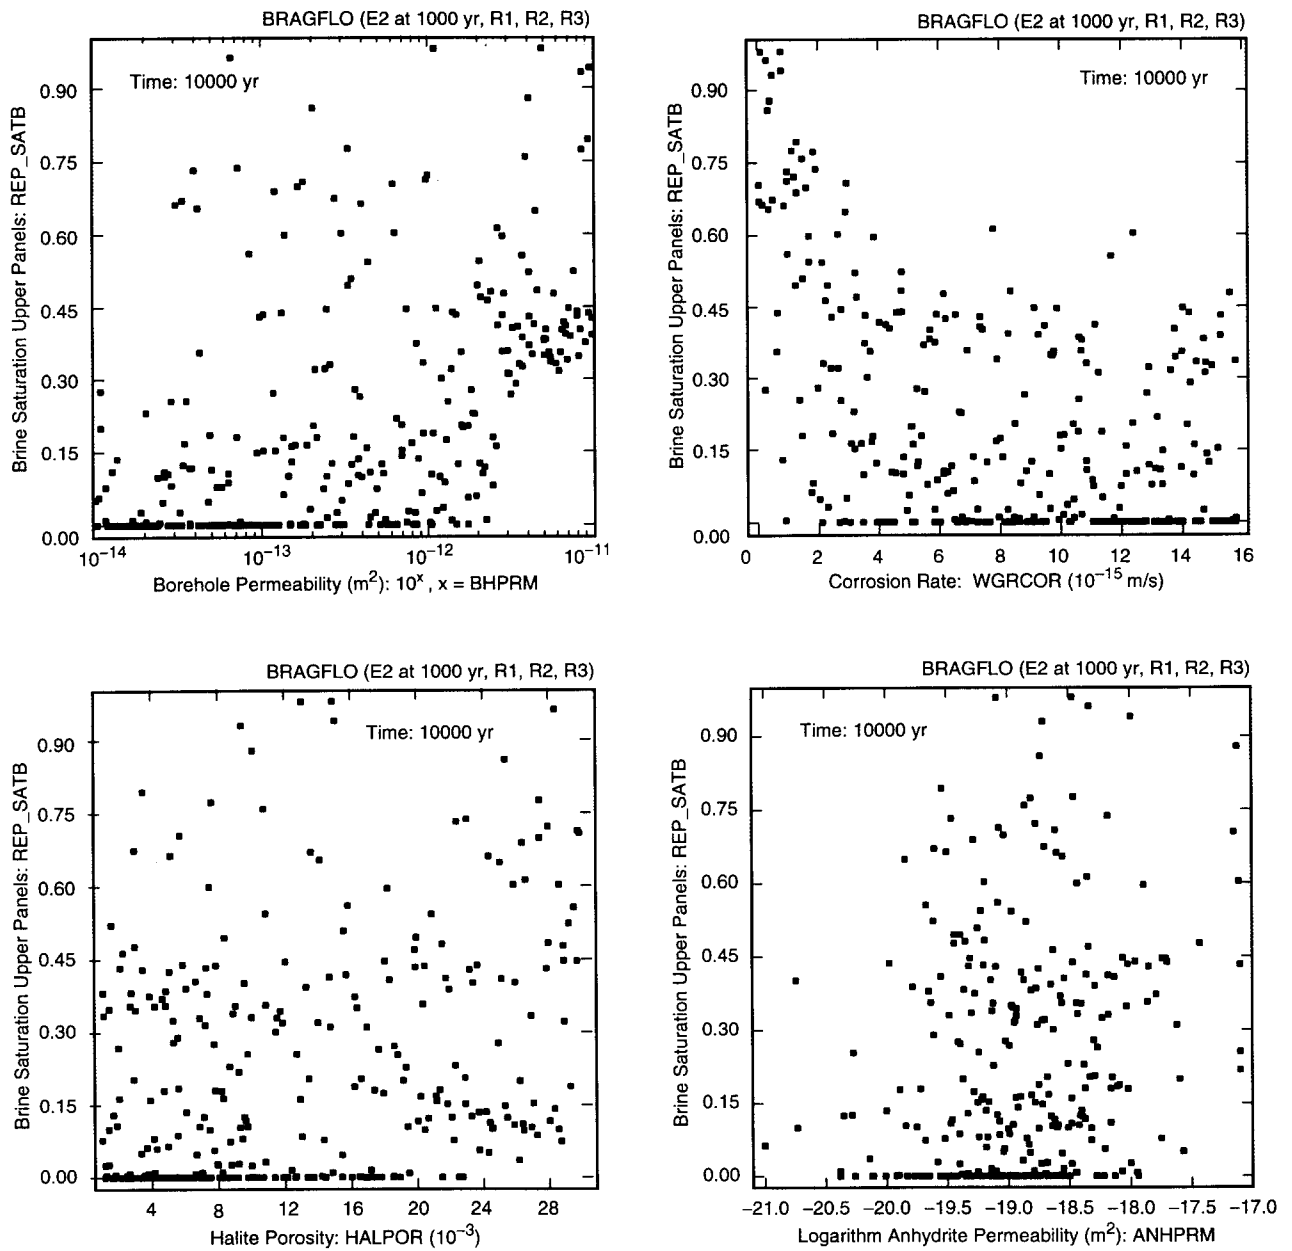 BRAGFLO (E2 at 1000 yr, R1, R2, R3)
Time: 10000 yr
Brine Saturation Upper Panels: REP_SATB
0.90
0.75
0.60
0.45
0.30
0.15
0.00
10−14 10−13 10−12 10−11
Borehole Permeability (m2): 10x, x = BHPRM
BRAGFLO (E2 at 1000 yr, R1, R2, R3)
Time: 10000 yr
Brine Saturation Upper Panels: REP_SATB
0.90
0.75
0.60
0.45
0.30
0.15
0.00
0 2 4 6 8 10 12 14 16
Corrosion Rate: WGRCOR (10−15 m/s)
BRAGFLO (E2 at 1000 yr, R1, R2, R3)
Time: 10000 yr
Brine Saturation Upper Panels: REP_SATB
0.90
0.75
0.60
0.45
0.30
0.15
0.00
4 8 12 16 20 24 28
Halite Porosity: HALPOR (10−3)
BRAGFLO (E2 at 1000 yr, R1, R2, R3)
Time: 10000 yr
Brine Saturation Upper Panels: REP_SATB
0.90
0.75
0.60
0.45
0.30
0.15
0.00
−21.0 −20.5 −20.0 −19.5 −19.0 −18.5 −18.0 −17.5 −17.0
Logarithm Anhydrite Permeability (m2): ANHPRM